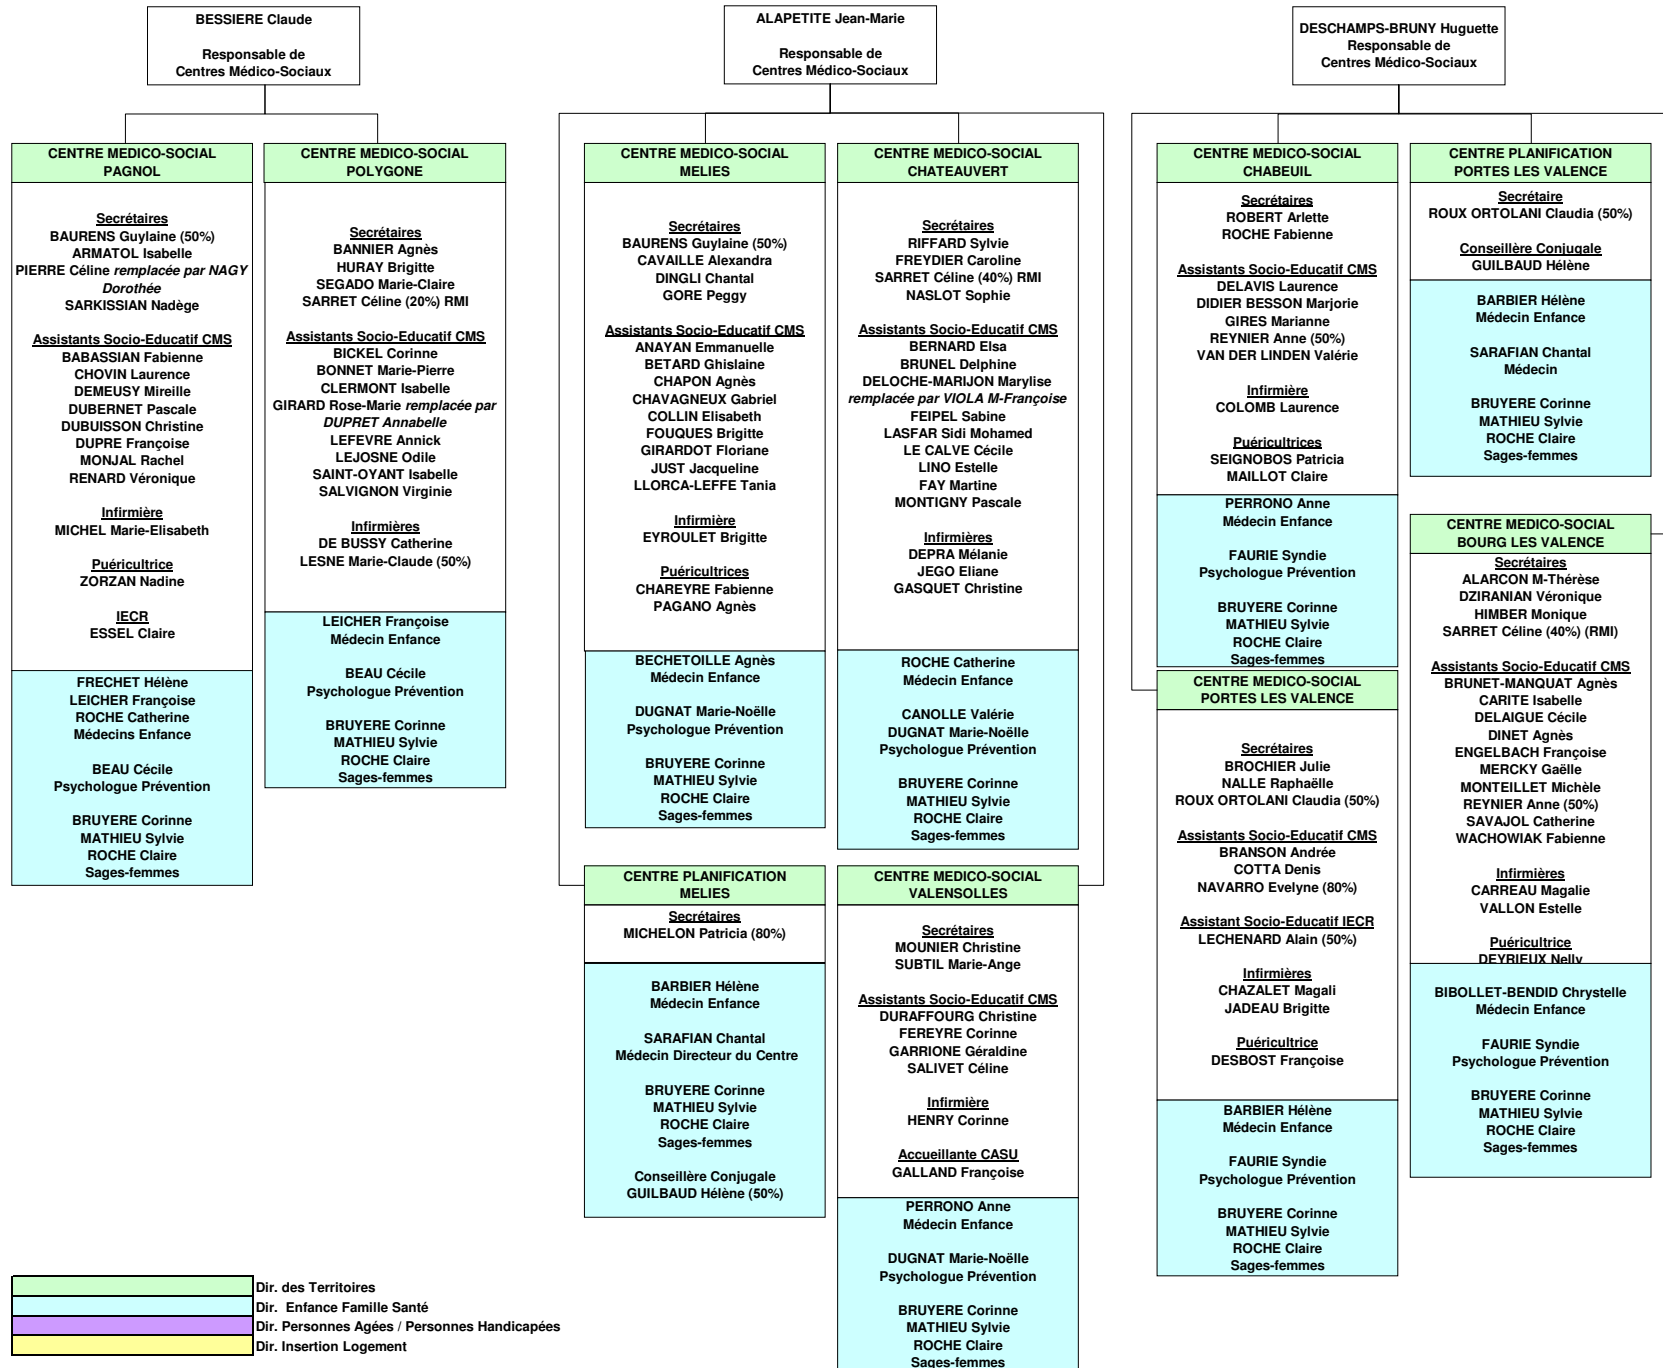 BESSIERE Claude
Responsable de
Centres Médico-Sociaux
CENTRE MEDICO-SOCIAL
PAGNOL
Secrétaires
BAURENS Guylaine (50%)
ARMATOL Isabelle
PIERRE Céline remplacée par NAGY
Dorothée
SARKISSIAN Nadège
Assistants Socio-Educatif CMS
BABASSIAN Fabienne
CHOVIN Laurence
DEMEUSY Mireille
DUBERNET Pascale
DUBUISSON Christine
DUPRE Françoise
MONJAL Rachel
RENARD Véronique
Infirmière
MICHEL Marie-Elisabeth
Puéricultrice
ZORZAN Nadine
IECR
ESSEL Claire
FRECHET Hélène
LEICHER Françoise
ROCHE Catherine
Médecins Enfance
BEAU Cécile
Psychologue Prévention
BRUYERE Corinne
MATHIEU Sylvie
ROCHE Claire
Sages-femmes
CENTRE MEDICO-SOCIAL
POLYGONE
Secrétaires
BANNIER Agnès
HURAY Brigitte
SEGADO Marie-Claire
SARRET Céline (20%) RMI
Assistants Socio-Educatif CMS
BICKEL Corinne
BONNET Marie-Pierre
CLERMONT Isabelle
GIRARD Rose-Marie remplacée par
DUPRET Annabelle
LEFEVRE Annick
LEJOSNE Odile
SAINT-OYANT Isabelle
SALVIGNON Virginie
Infirmières
DE BUSSY Catherine
LESNE Marie-Claude (50%)
LEICHER Françoise
Médecin Enfance
BEAU Cécile
Psychologue Prévention
BRUYERE Corinne
MATHIEU Sylvie
ROCHE Claire
Sages-femmes
ALAPETITE Jean-Marie
Responsable de
Centres Médico-Sociaux
CENTRE MEDICO-SOCIAL
MELIES
Secrétaires
BAURENS Guylaine (50%)
CAVAILLE Alexandra
DINGLI Chantal
GORE Peggy
Assistants Socio-Educatif CMS
ANAYAN Emmanuelle
BETARD Ghislaine
CHAPON Agnès
CHAVAGNEUX Gabriel
COLLIN Elisabeth
FOUQUES Brigitte
GIRARDOT Floriane
JUST Jacqueline
LLORCA-LEFFE Tania
Infirmière
EYROULET Brigitte
Puéricultrices
CHAREYRE Fabienne
PAGANO Agnès
BECHETOILLE Agnès
Médecin Enfance
DUGNAT Marie-Noëlle
Psychologue Prévention
BRUYERE Corinne
MATHIEU Sylvie
ROCHE Claire
Sages-femmes
CENTRE MEDICO-SOCIAL
CHATEAUVERT
Secrétaires
RIFFARD Sylvie
FREYDIER Caroline
SARRET Céline (40%) RMI
NASLOT Sophie
Assistants Socio-Educatif CMS
BERNARD Elsa
BRUNEL Delphine
DELOCHE-MARIJON Marylise
remplacée par VIOLA M-Françoise
FEIPEL Sabine
LASFAR Sidi Mohamed
LE CALVE Cécile
LINO Estelle
FAY Martine
MONTIGNY Pascale
Infirmières
DEPRA Mélanie
JEGO Eliane
GASQUET Christine
ROCHE Catherine
Médecin Enfance
CANOLLE Valérie
DUGNAT Marie-Noëlle
Psychologue Prévention
BRUYERE Corinne
MATHIEU Sylvie
ROCHE Claire
Sages-femmes
CENTRE PLANIFICATION
MELIES
Secrétaires
MICHELON Patricia (80%)
BARBIER Hélène
Médecin Enfance
SARAFIAN Chantal
Médecin Directeur du Centre
BRUYERE Corinne
MATHIEU Sylvie
ROCHE Claire
Sages-femmes
Conseillère Conjugale
GUILBAUD Hélène (50%)
CENTRE MEDICO-SOCIAL
VALENSOLLES
Secrétaires
MOUNIER Christine
SUBTIL Marie-Ange
Assistants Socio-Educatif CMS
DURAFFOURG Christine
FEREYRE Corinne
GARRIONE Géraldine
SALIVET Céline
Infirmière
HENRY Corinne
Accueillante CASU
GALLAND Françoise
PERRONO Anne
Médecin Enfance
DUGNAT Marie-Noëlle
Psychologue Prévention
BRUYERE Corinne
MATHIEU Sylvie
ROCHE Claire
Sages-femmes
DESCHAMPS-BRUNY Huguette
Responsable de
Centres Médico-Sociaux
CENTRE MEDICO-SOCIAL
CHABEUIL
Secrétaires
ROBERT Arlette
ROCHE Fabienne
Assistants Socio-Educatif CMS
DELAVIS Laurence
DIDIER BESSON Marjorie
GIRES Marianne
REYNIER Anne (50%)
VAN DER LINDEN Valérie
Infirmière
COLOMB Laurence
Puéricultrices
SEIGNOBOS Patricia
MAILLOT Claire
PERRONO Anne
Médecin Enfance
FAURIE Syndie
Psychologue Prévention
BRUYERE Corinne
MATHIEU Sylvie
ROCHE Claire
Sages-femmes
CENTRE MEDICO-SOCIAL
PORTES LES VALENCE
Secrétaires
BROCHIER Julie
NALLE Raphaëlle
ROUX ORTOLANI Claudia (50%)
Assistants Socio-Educatif CMS
BRANSON Andrée
COTTA Denis
NAVARRO Evelyne (80%)
Assistant Socio-Educatif IECR
LECHENARD Alain (50%)
Infirmières
CHAZALET Magali
JADEAU Brigitte
Puéricultrice
DESBOST Françoise
BARBIER Hélène
Médecin Enfance
FAURIE Syndie
Psychologue Prévention
BRUYERE Corinne
MATHIEU Sylvie
ROCHE Claire
Sages-femmes
CENTRE PLANIFICATION
PORTES LES VALENCE
Secrétaire
ROUX ORTOLANI Claudia (50%)
Conseillère Conjugale
GUILBAUD Hélène
BARBIER Hélène
Médecin Enfance
SARAFIAN Chantal
Médecin
BRUYERE Corinne
MATHIEU Sylvie
ROCHE Claire
Sages-femmes
CENTRE MEDICO-SOCIAL
BOURG LES VALENCE
Secrétaires
ALARCON M-Thérèse
DZIRANIAN Véronique
HIMBER Monique
SARRET Céline (40%) (RMI)
Assistants Socio-Educatif CMS
BRUNET-MANQUAT Agnès
CARITE Isabelle
DELAIGUE Cécile
DINET Agnès
ENGELBACH Françoise
MERCKY Gaëlle
MONTEILLET Michèle
REYNIER Anne (50%)
SAVAJOL Catherine
WACHOWIAK Fabienne
Infirmières
CARREAU Magalie
VALLON Estelle
Puéricultrice
DEYRIEUX Nelly
BIBOLLET-BENDID Chrystelle
Médecin Enfance
FAURIE Syndie
Psychologue Prévention
BRUYERE Corinne
MATHIEU Sylvie
ROCHE Claire
Sages-femmes
Dir. des Territoires
Dir. Enfance Famille Santé
Dir. Personnes Agées / Personnes Handicapées
Dir. Insertion Logement